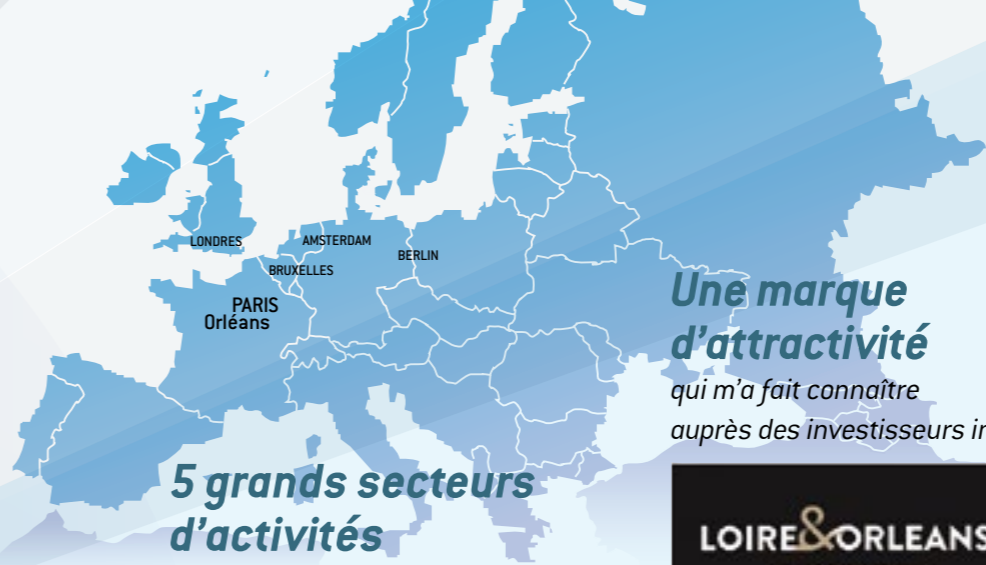 LONDRES
AMSTERDAM
BERLIN
BRUXELLES
PARIS
Orléans
Une marque
d'attractivité
qui m'a fait connaître
auprès des investisseurs
5 grands secteurs
d'activités
LOIRE&ORLEANS